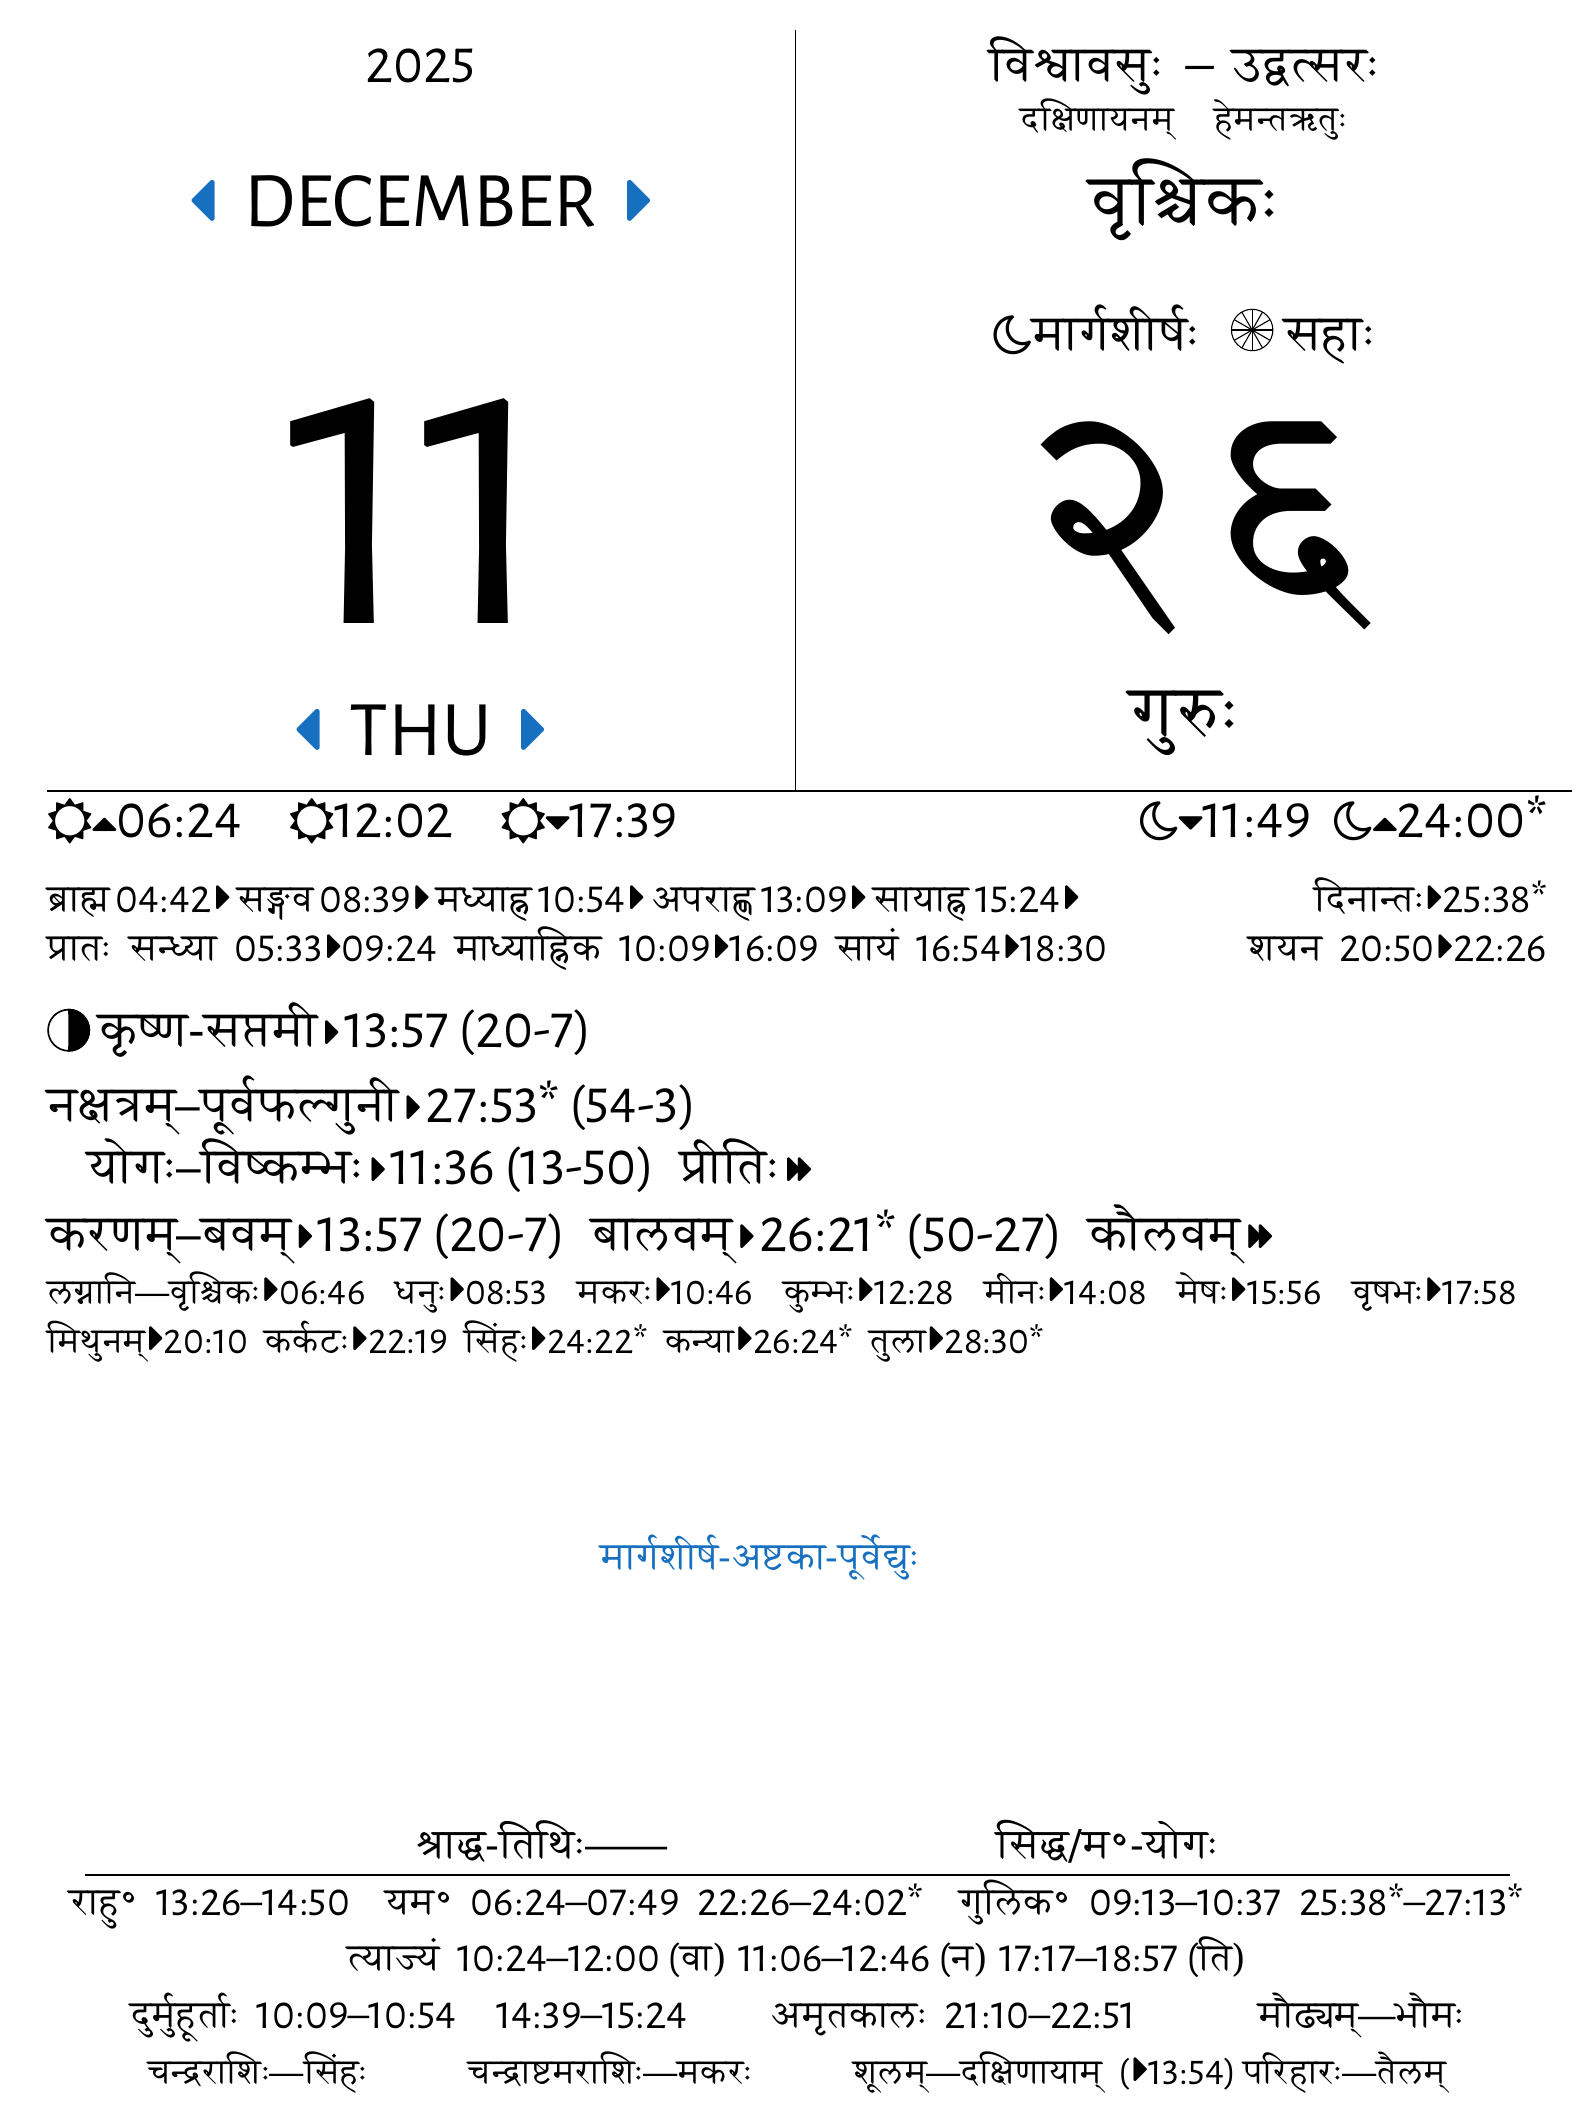 2025
DECEMBER
11
THU
विश्वावसुः – उद्वत्सरः
दक्षिणायनम् हेमन्तऋतुः
वृश्चिकः
मार्गशीर्षः सहाः
२६
गुरुः
06:24 12:02 17:39 11:49 24:00*
ब्राह्म 04:42 सङ्गव 08:39 मध्याह्न 10:54 अपराह्ण 13:09 सायाह्न 15:24 दिनान्तः 25:38*
प्रातः सन्ध्या 05:33 09:24 माध्याह्निक 10:09 16:09 सायं 16:54 18:30 शयन 20:50 22:26
कृष्ण-सप्तमी 13:57 (20-7)
नक्षत्रम्–पूर्वफल्गुनी 27:53* (54-3)
योगः–विष्कम्भः 11:36 (13-50) प्रीतिः
करणम्–बवम् 13:57 (20-7) बालवम् 26:21* (50-27) कौलवम्
लग्नानि—वृश्चिकः 06:46 धनुः 08:53 मकरः 10:46 कुम्भः 12:28 मीनः 14:08 मेषः 15:56 वृषभः 17:58
मिथुनम् 20:10 कर्कटः 22:19 सिंहः 24:22* कन्या 26:24* तुला 28:30*
मार्गशीर्ष-अष्टका-पूर्वेद्युः
श्राद्ध-तिथिः—— सिद्ध/म॰-योगः
राहु॰ 13:26–14:50 यम॰ 06:24–07:49 22:26–24:02* गुलिक॰ 09:13–10:37 25:38*–27:13*
त्याज्यं 10:24–12:00 (वा) 11:06–12:46 (न) 17:17–18:57 (ति)
दुर्मुहूर्ताः 10:09–10:54 14:39–15:24 अमृतकालः 21:10–22:51 मौढ्यम्—भौमः
चन्द्रराशिः—सिंहः चन्द्राष्टमराशिः—मकरः शूलम्—दक्षिणायाम् (13:54) परिहारः—तैलम्